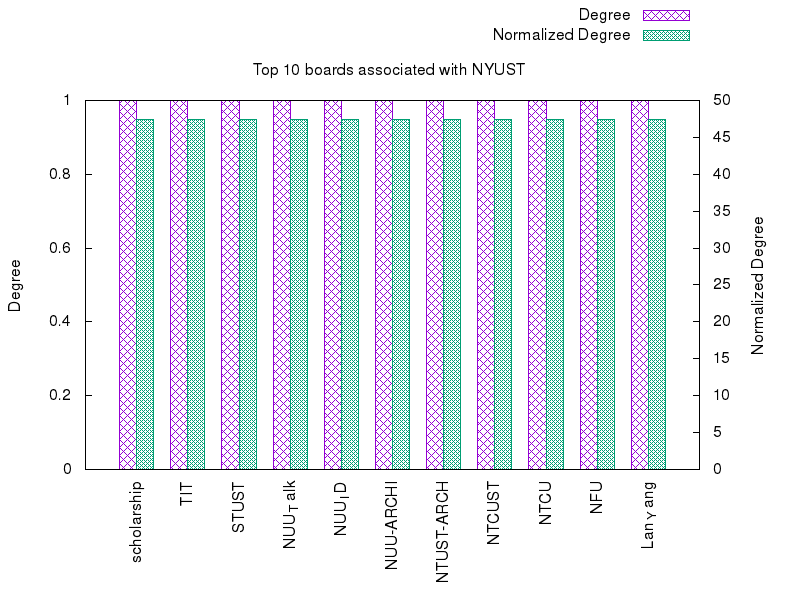 Degree
Normalized Degree
Top 10 boards associated with NYUST
1
0.8
0.6
0.4
0.2
0
50
45
40
35
30
25
20
15
10
5
0
Degree
Normalized Degree
scholarship
TIT
STUST
NUU_Talk
NUU_ID
NUU-ARCHI
NTUST-ARCH
NTCUST
NTCU
NFU
Lan_Yang